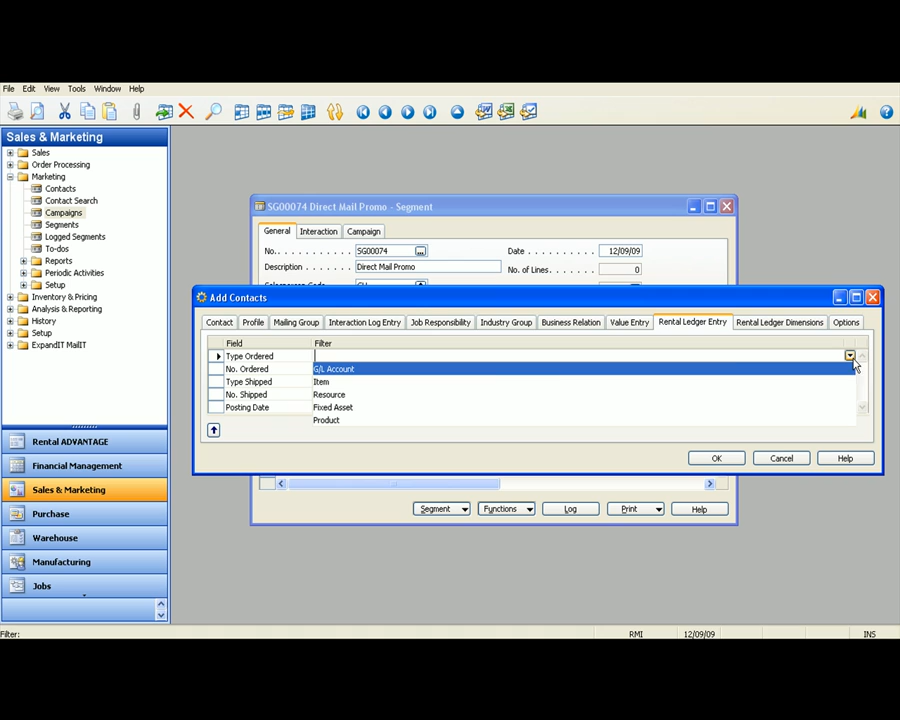 File Edit View Tools Window Help
Sales & Marketing
Sales
Order Processing
Marketing
Contacts
Contact Search
Campaigns
Segments
Logged Segments
To-dos
Reports
Periodic Activities
Setup
Inventory & Pricing
Analysis & Reporting
History
Setup
ExpandIT MailIT
Rental ADVANTAGE
Financial Management
Sales & Marketing
Purchase
Warehouse
Manufacturing
Jobs
SG00074 Direct Mail Promo - Segment
General Interaction Campaign
No. . . . . . . . . . . . SG00074 ... Date . . . . . . . . . . 12/09/09
Description . . . . . . . Direct Mail Promo No. of Lines. . . . . . . 0
Add Contacts
Contact Profile Mailing Group Interaction Log Entry Job Responsibility Industry Group Business Relation Value Entry Rental Ledger Entry Rental Ledger Dimensions Options
Field Filter
Type Ordered
No. Ordered G/L Account
Type Shipped Item
No. Shipped Resource
Posting Date Fixed Asset
Product
OK Cancel Help
Segment Functions Log Print Help
Filter: RMI 12/09/09 INS